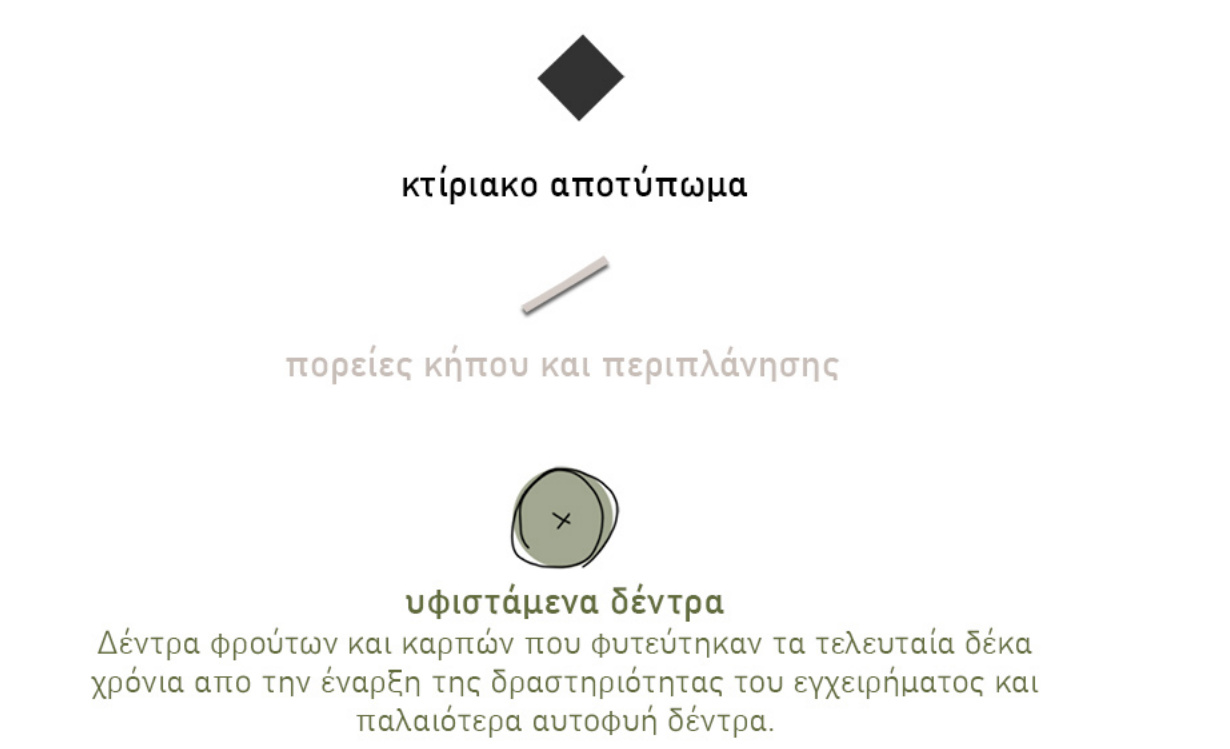 κτίριακο αποτύπωμα
πορείες κήπου και περιπλάνησης
υφιστάμενα δέντρα
Δέντρα φρούτων και καρπών που φυτεύτηκαν τα τελευταία δέκα
χρόνια απο την έναρξη της δραστηριότητας του εγχειρήματος και
παλαιότερα αυτοφυή δέντρα.